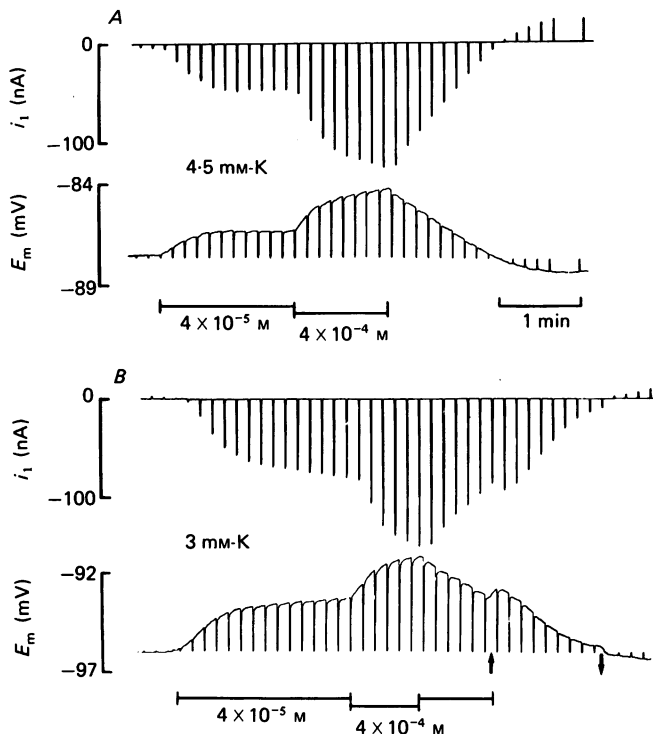 A
0
i₁ (nA)
−100
4·5 mM-K
−84
Eₘ (mV)
−89
4 × 10⁻⁵ M
4 × 10⁻⁴ M
1 min
B
0
i₁ (nA)
−100
3 mM-K
−92
Eₘ (mV)
−97
4 × 10⁻⁵ M
4 × 10⁻⁴ M